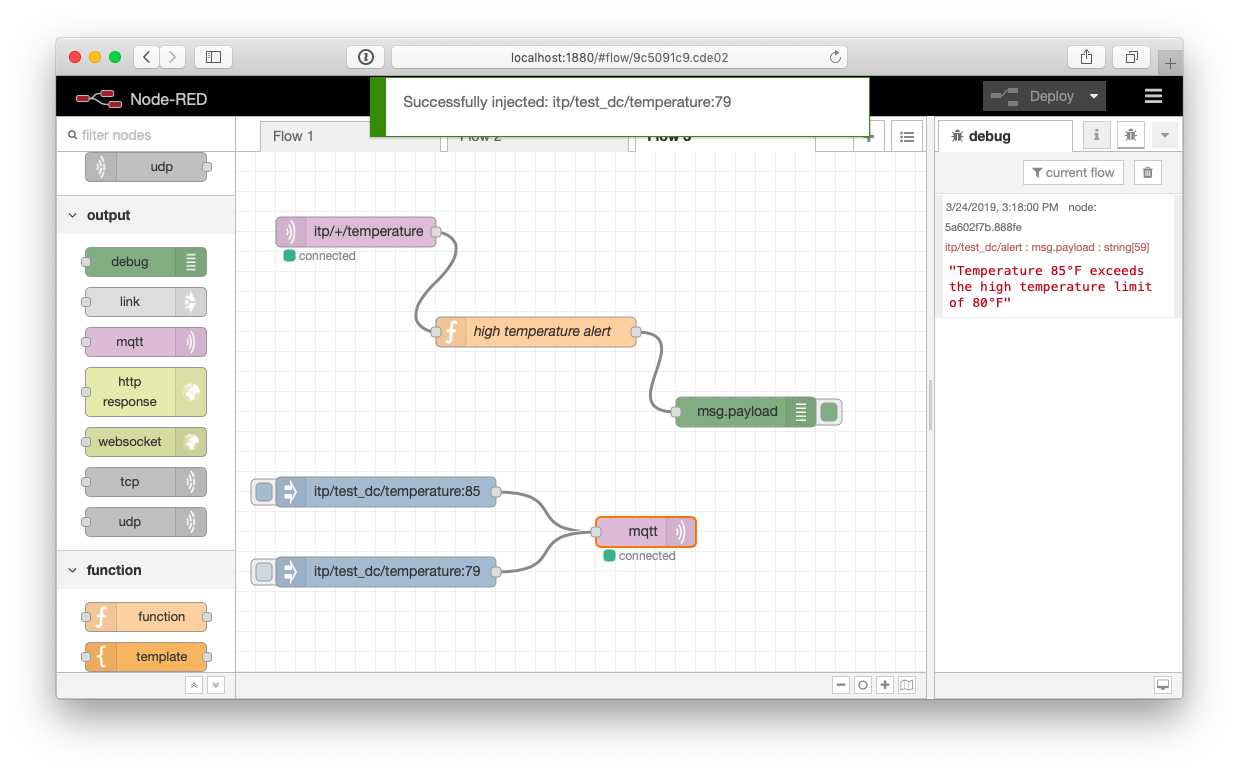 localhost:1880/#flow/9c5091c9.cde02
Node-RED
Successfully injected: itp/test_dc/temperature:79
Deploy
filter nodes
Flow 1
Flow 2
Flow 3
debug
i
current flow
udp
output
debug
link
mqtt
http
response
websocket
tcp
udp
function
function
template
itp/+/temperature
connected
high temperature alert
msg.payload
itp/test_dc/temperature:85
mqtt
connected
itp/test_dc/temperature:79
3/24/2019, 3:18:00 PM node:
5a602f7b.888fe
itp/test_dc/alert : msg.payload : string[59]
"Temperature 85°F exceeds
the high temperature limit
of 80°F"